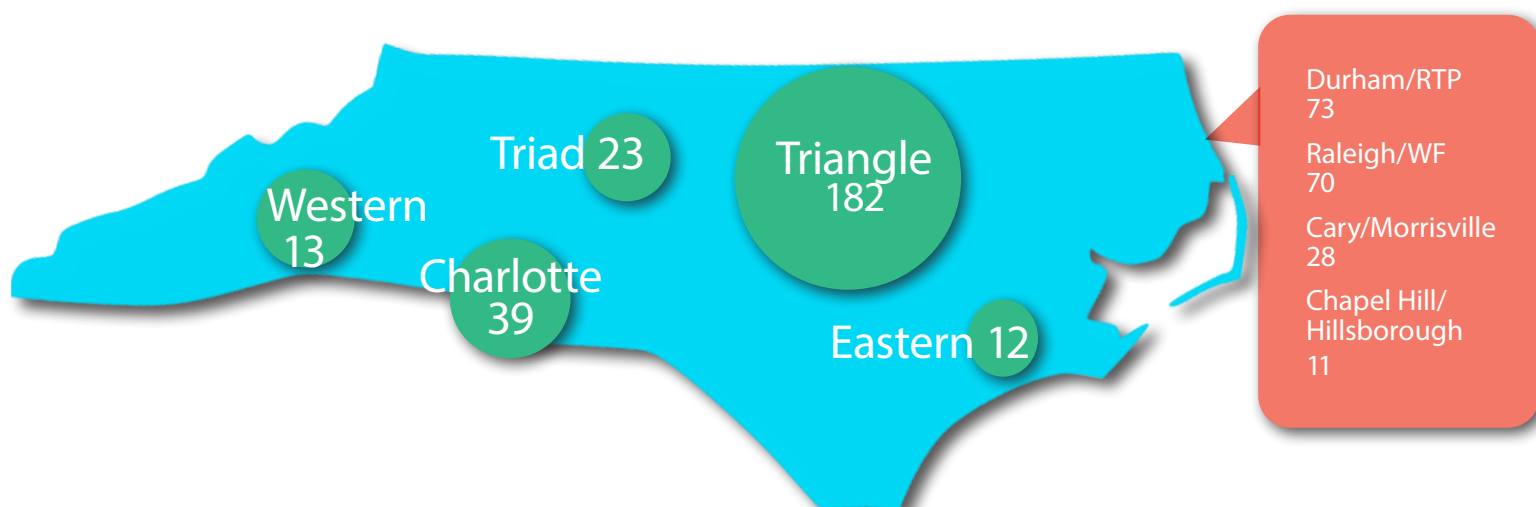 Western
13
Triad 23
Charlotte
39
Triangle
182
Eastern 12
Durham/RTP
73
Raleigh/WF
70
Cary/Morrisville
28
Chapel Hill/
Hillsborough
11